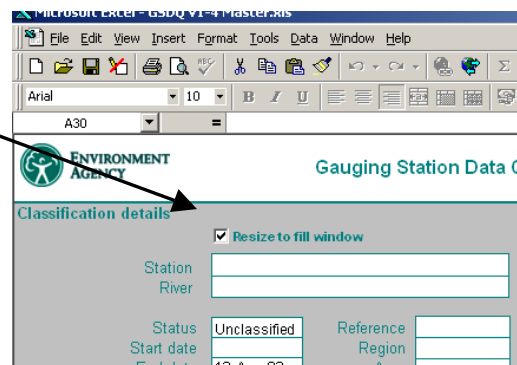 Microsoft Excel - GSDQ V1-4 Master.xls
File Edit View Insert Format Tools Data Window Help
Arial 10 B I U
A30 =
ENVIRONMENT
AGENCY
Gauging Station Data
Classification details
Resize to fill window
Station
River
Status Unclassified Reference
Start date Region